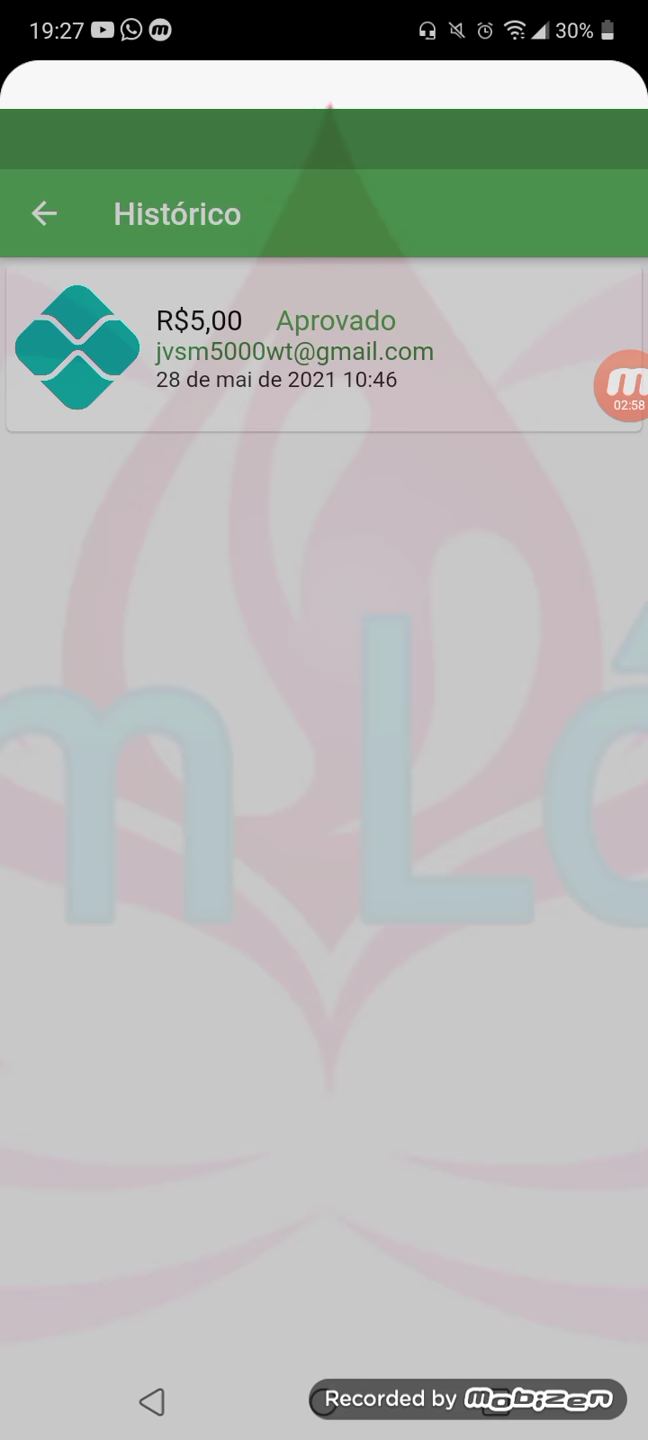 19:27 30%
Histórico
R$5,00 Aprovado
jvsm5000wt@gmail.com
28 de mai de 2021 10:46
m
02:58
m Ló
Recorded by mobizen